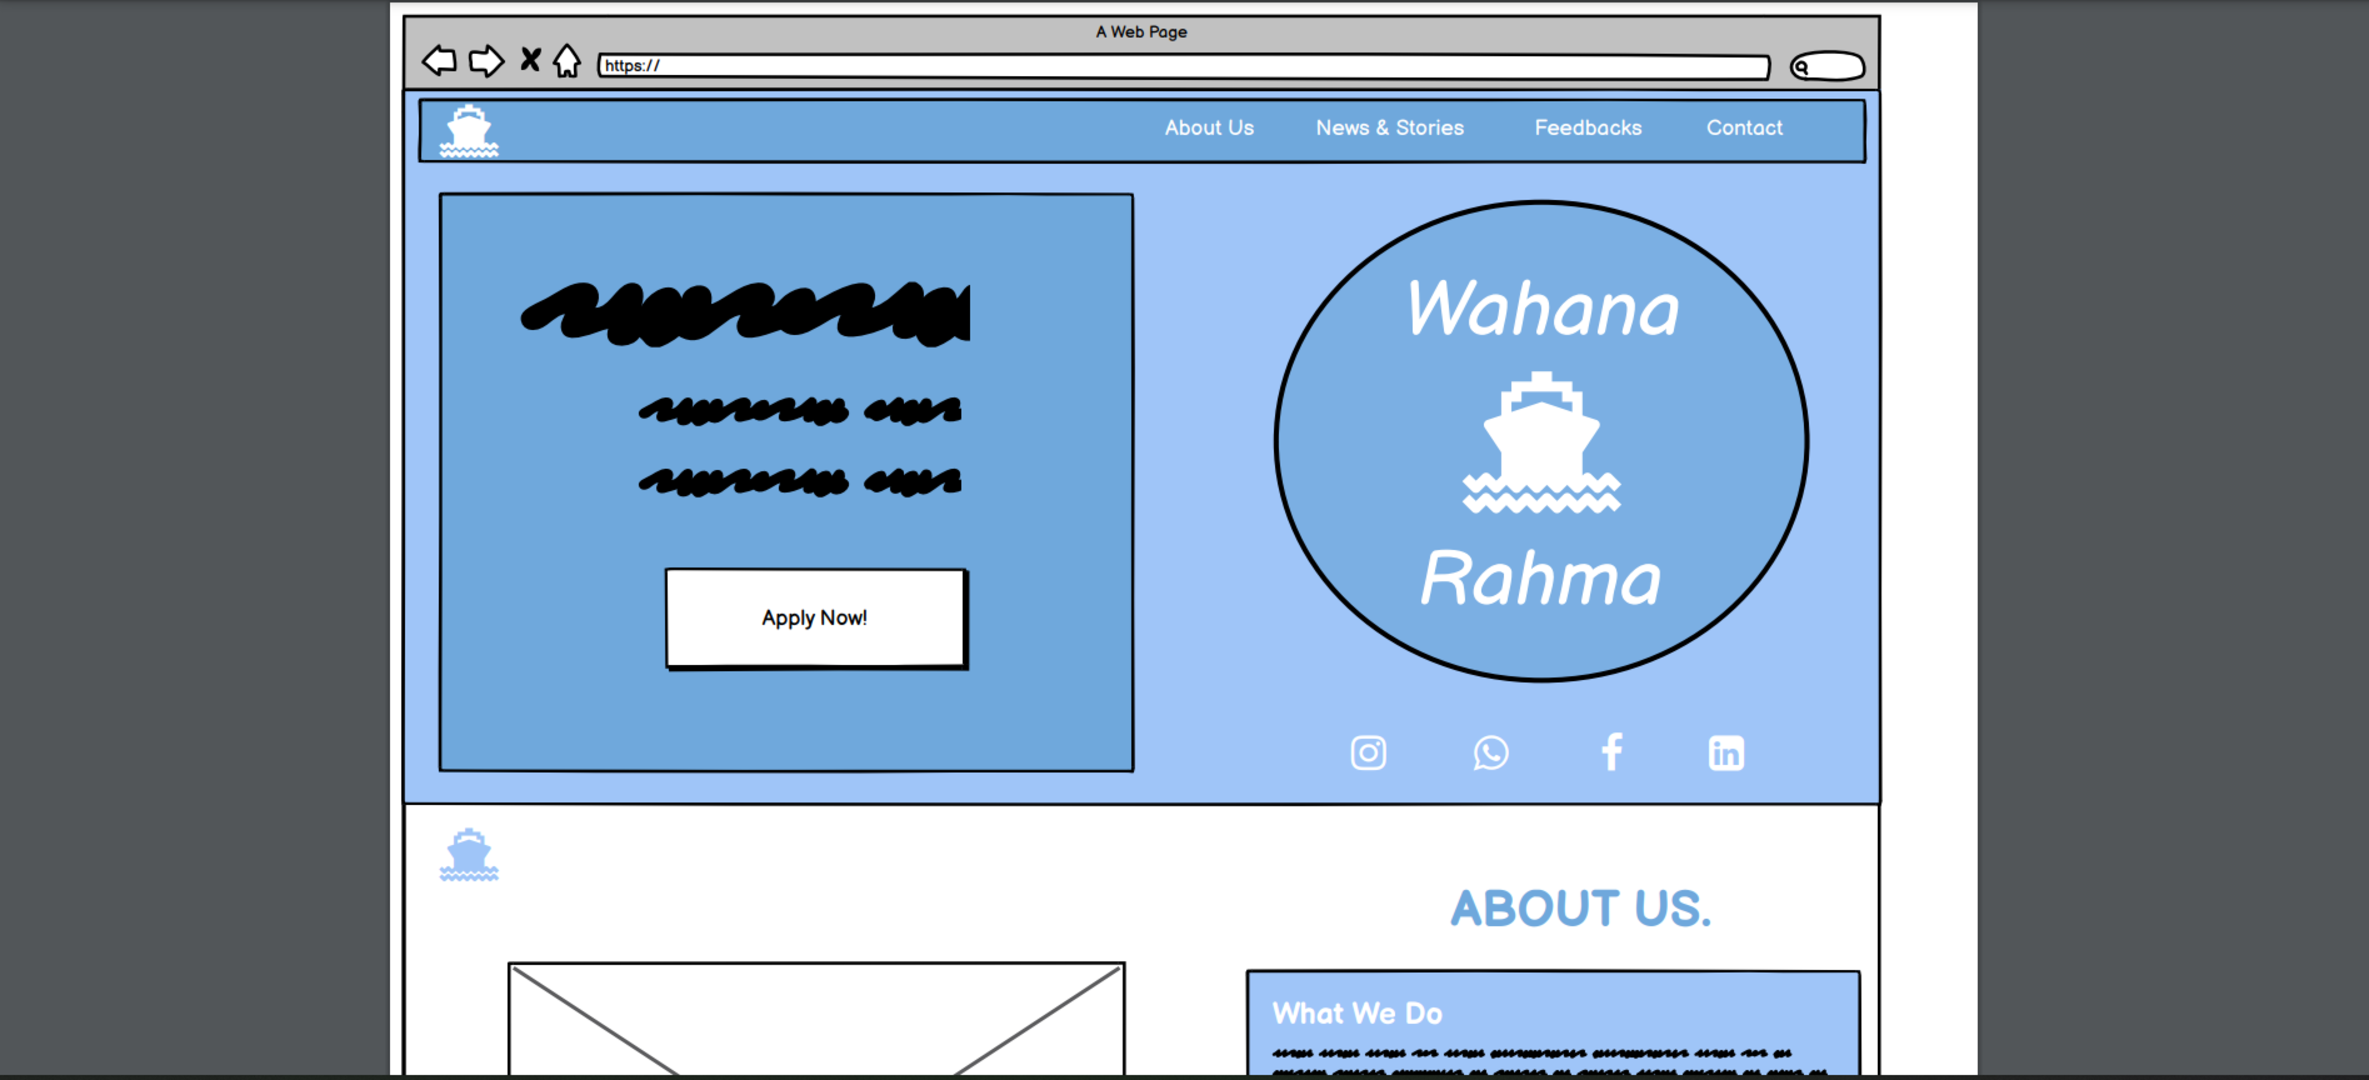 A Web Page
https://
About Us News & Stories Feedbacks Contact
Wahana
Rahma
Apply Now!
ABOUT US.
What We Do